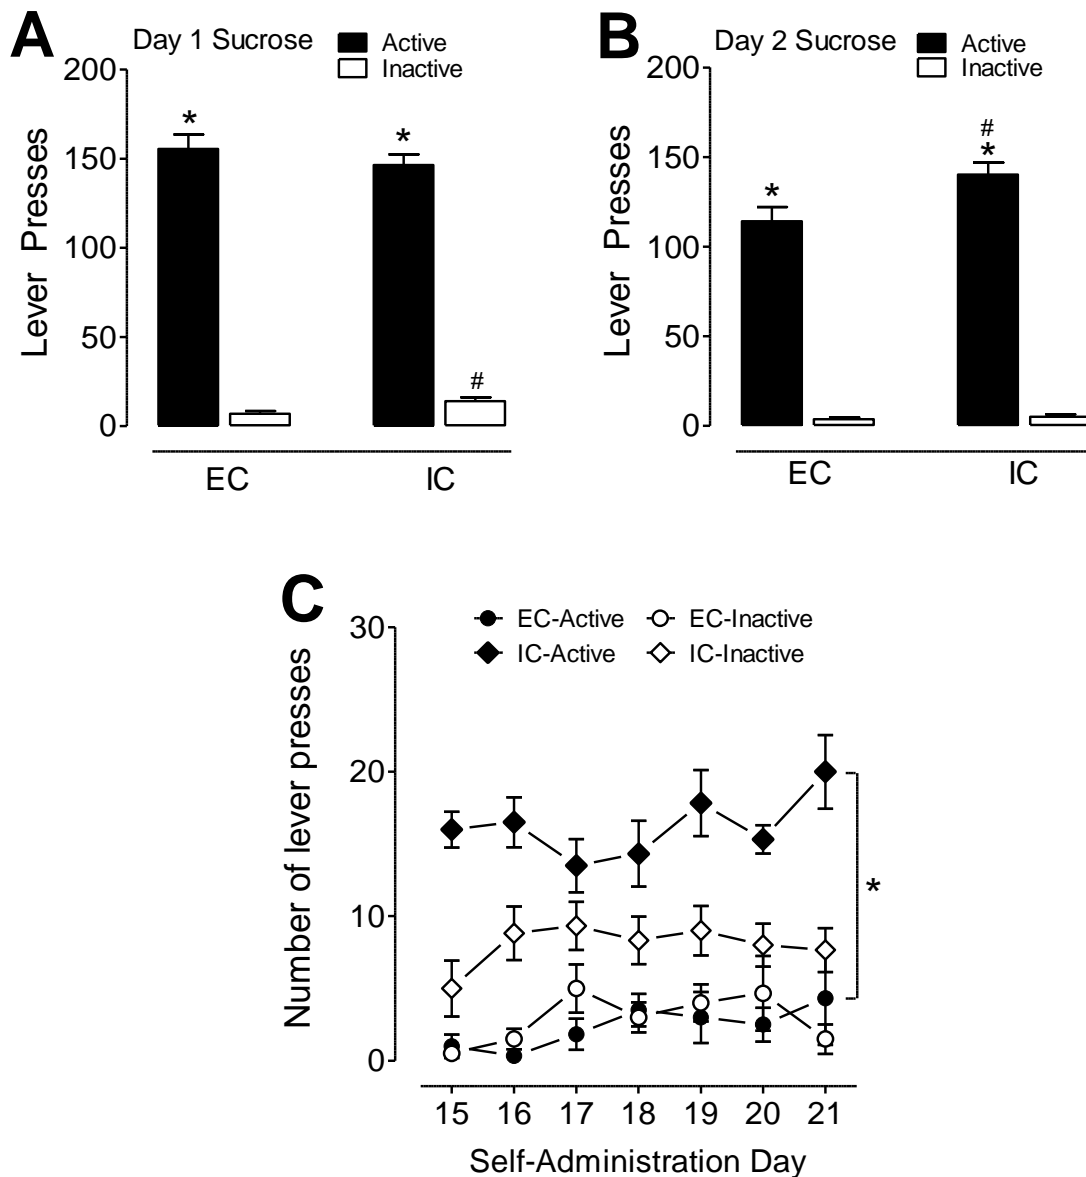 A
Day 1 Sucrose
Active
Inactive
Lever Presses
200
150
100
50
0
*
*
#
EC
IC
B
Day 2 Sucrose
Active
Inactive
Lever Presses
200
150
100
50
0
*
#
*
EC
IC
C
EC-Active
EC-Inactive
IC-Active
IC-Inactive
Number of lever presses
30
20
10
0
*
15 16 17 18 19 20 21
Self-Administration Day